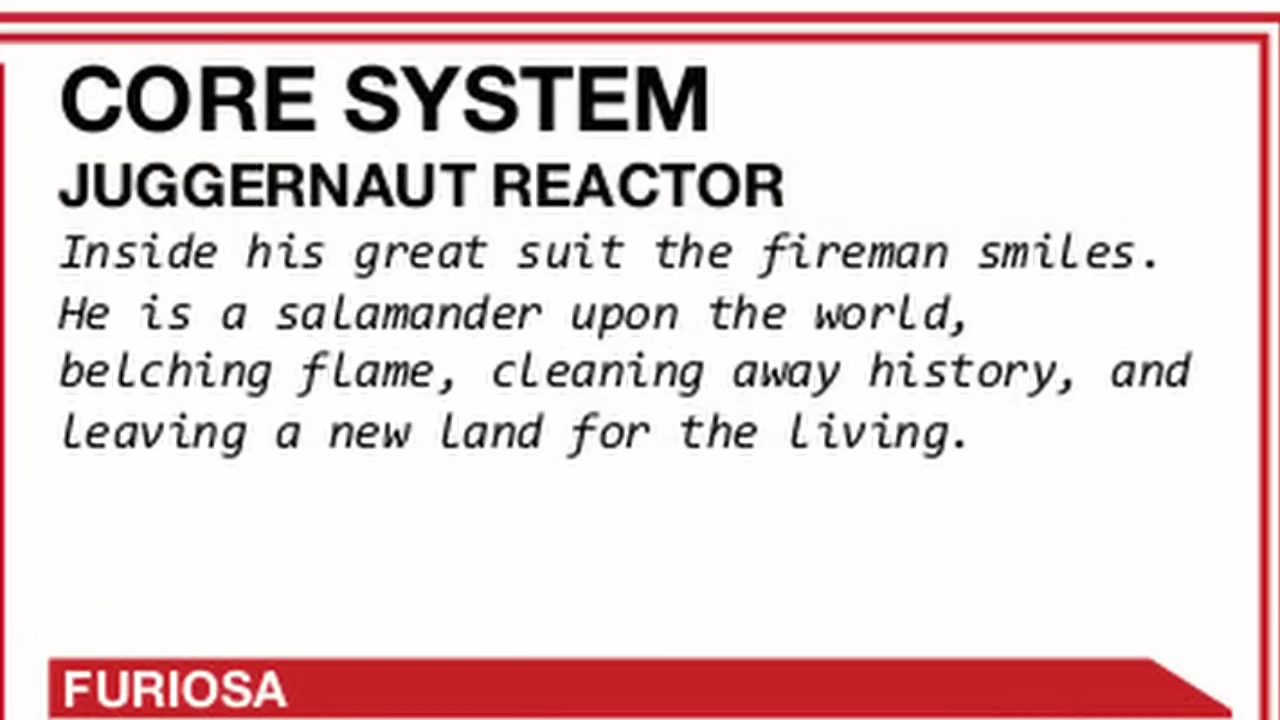 CORE SYSTEM
JUGGERNAUT REACTOR
Inside his great suit the fireman smiles.
He is a salamander upon the world,
belching flame, cleaning away history, and
leaving a new land for the living.
FURIOSA